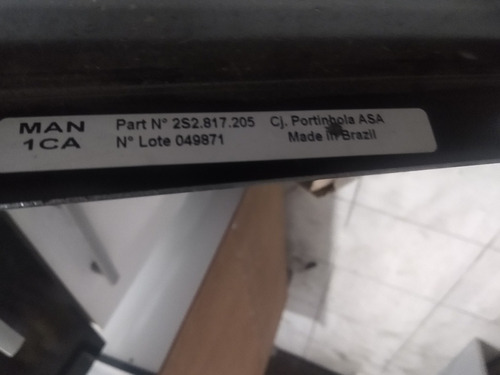 MAN Part N° 2S2.817.205 Cj. Portinhola ASA
1CA N° Lote 049871 Made in Brazil